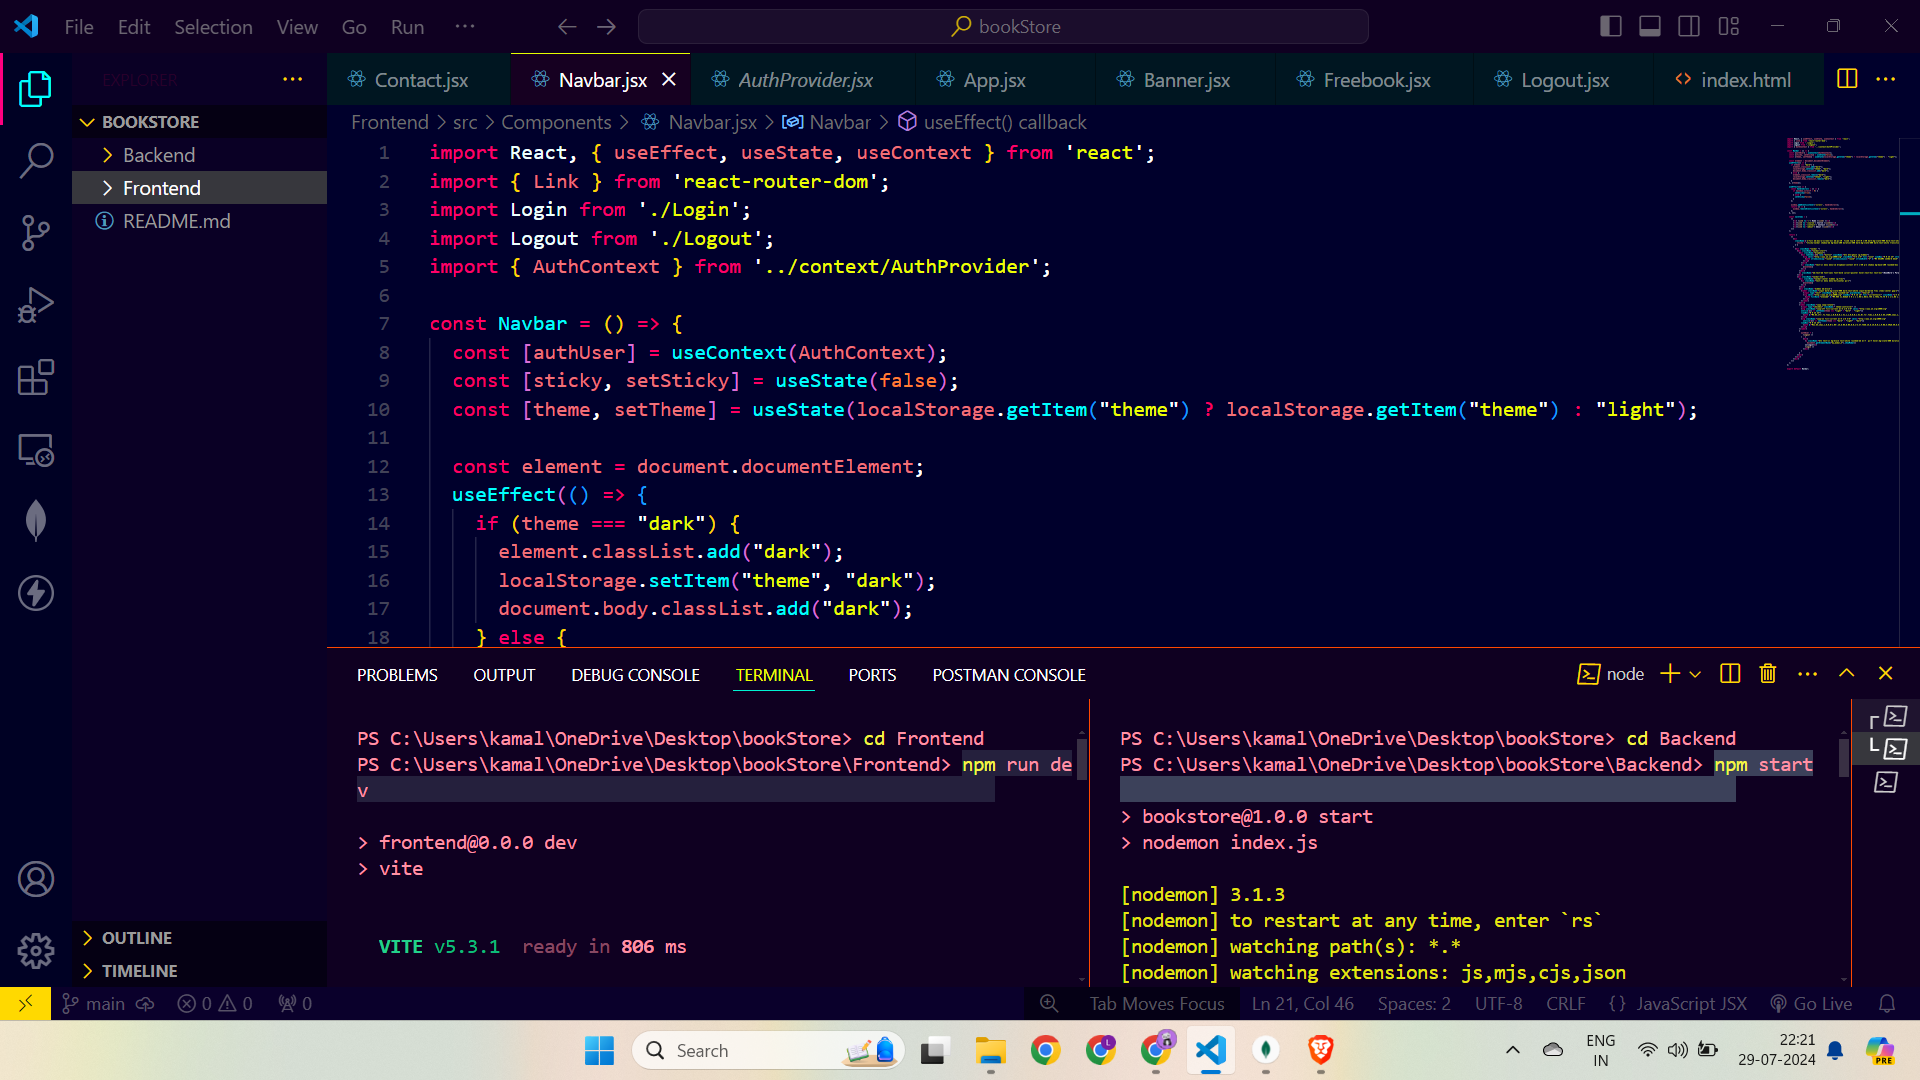 File Edit Selection View Go Run ···
bookStore
EXPLORER
Contact.jsx Navbar.jsx AuthProvider.jsx App.jsx Banner.jsx Freebook.jsx Logout.jsx index.html
BOOKSTORE
Backend
Frontend
README.md
Frontend > src > Components > Navbar.jsx > Navbar > useEffect() callback
1 import React, { useEffect, useState, useContext } from 'react';
2 import { Link } from 'react-router-dom';
3 import Login from './Login';
4 import Logout from './Logout';
5 import { AuthContext } from '../context/AuthProvider';
6
7 const Navbar = () => {
8 const [authUser] = useContext(AuthContext);
9 const [sticky, setSticky] = useState(false);
10 const [theme, setTheme] = useState(localStorage.getItem("theme") ? localStorage.getItem("theme") : "light");
11
12 const element = document.documentElement;
13 useEffect(() => {
14 if (theme === "dark") {
15 element.classList.add("dark");
16 localStorage.setItem("theme", "dark");
17 document.body.classList.add("dark");
18 } else {
PROBLEMS OUTPUT DEBUG CONSOLE TERMINAL PORTS POSTMAN CONSOLE
node
PS C:\Users\kamal\OneDrive\Desktop\bookStore> cd Frontend
PS C:\Users\kamal\OneDrive\Desktop\bookStore\Frontend> npm run de
v
> frontend@0.0.0 dev
> vite
VITE v5.3.1 ready in 806 ms
PS C:\Users\kamal\OneDrive\Desktop\bookStore> cd Backend
PS C:\Users\kamal\OneDrive\Desktop\bookStore\Backend> npm start
> bookstore@1.0.0 start
> nodemon index.js
[nodemon] 3.1.3
[nodemon] to restart at any time, enter `rs`
[nodemon] watching path(s): *.*
[nodemon] watching extensions: js,mjs,cjs,json
OUTLINE
TIMELINE
main 0 0 0 Tab Moves Focus Ln 21, Col 46 Spaces: 2 UTF-8 CRLF {} JavaScript JSX Go Live
Search
L
ENG
IN
22:21
29-07-2024
PRE